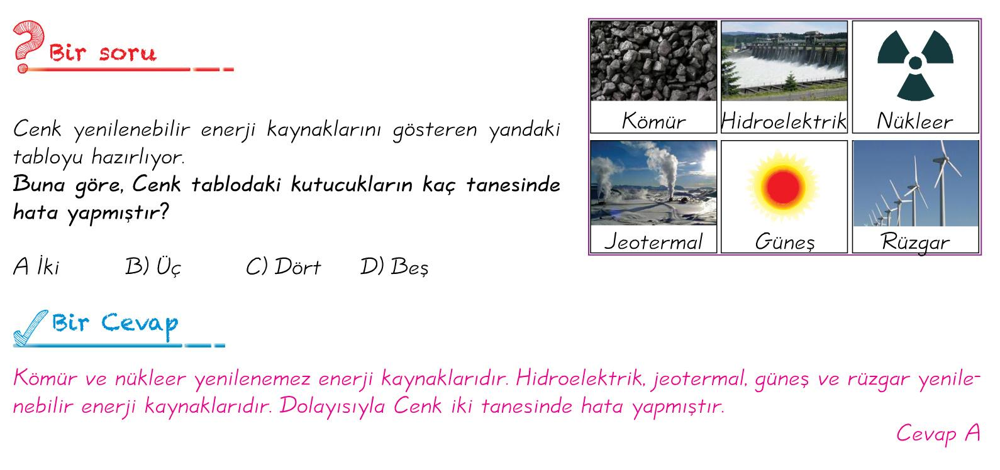 Bir soru
Cenk yenilenebilir enerji kaynaklarını gösteren yandaki
tabloyu hazırlıyor.
Buna göre, Cenk tablodaki kutucukların kaç tanesinde
hata yapmıştır?
A İki B) Üç C) Dört D) Beş
Kömür Hidroelektrik Nükleer
Jeotermal Güneş Rüzgar
Bir Cevap
Kömür ve nükleer yenilenemez enerji kaynaklarıdır. Hidroelektrik, jeotermal, güneş ve rüzgar yenile-
nebilir enerji kaynaklarıdır. Dolayısıyla Cenk iki tanesinde hata yapmıştır.
Cevap A